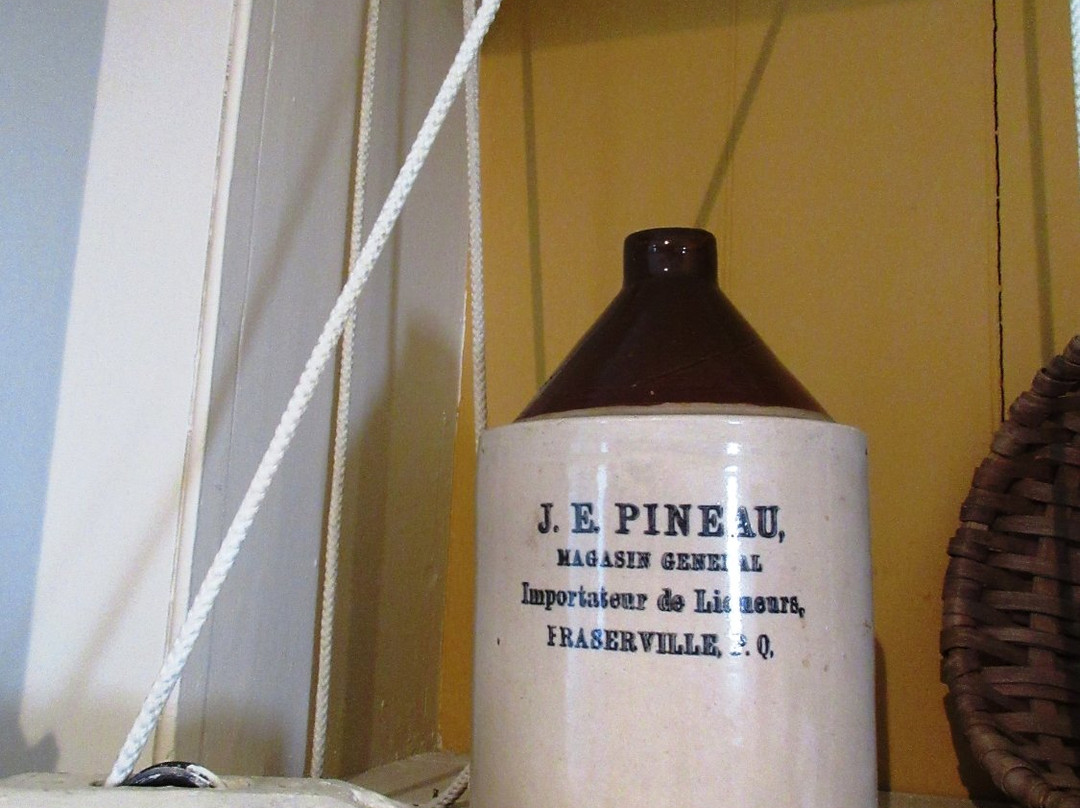 J. E. PINEAU,
MAGASIN GENERAL
Importateur de Liqueurs,
FRASERVILLE, P. Q.